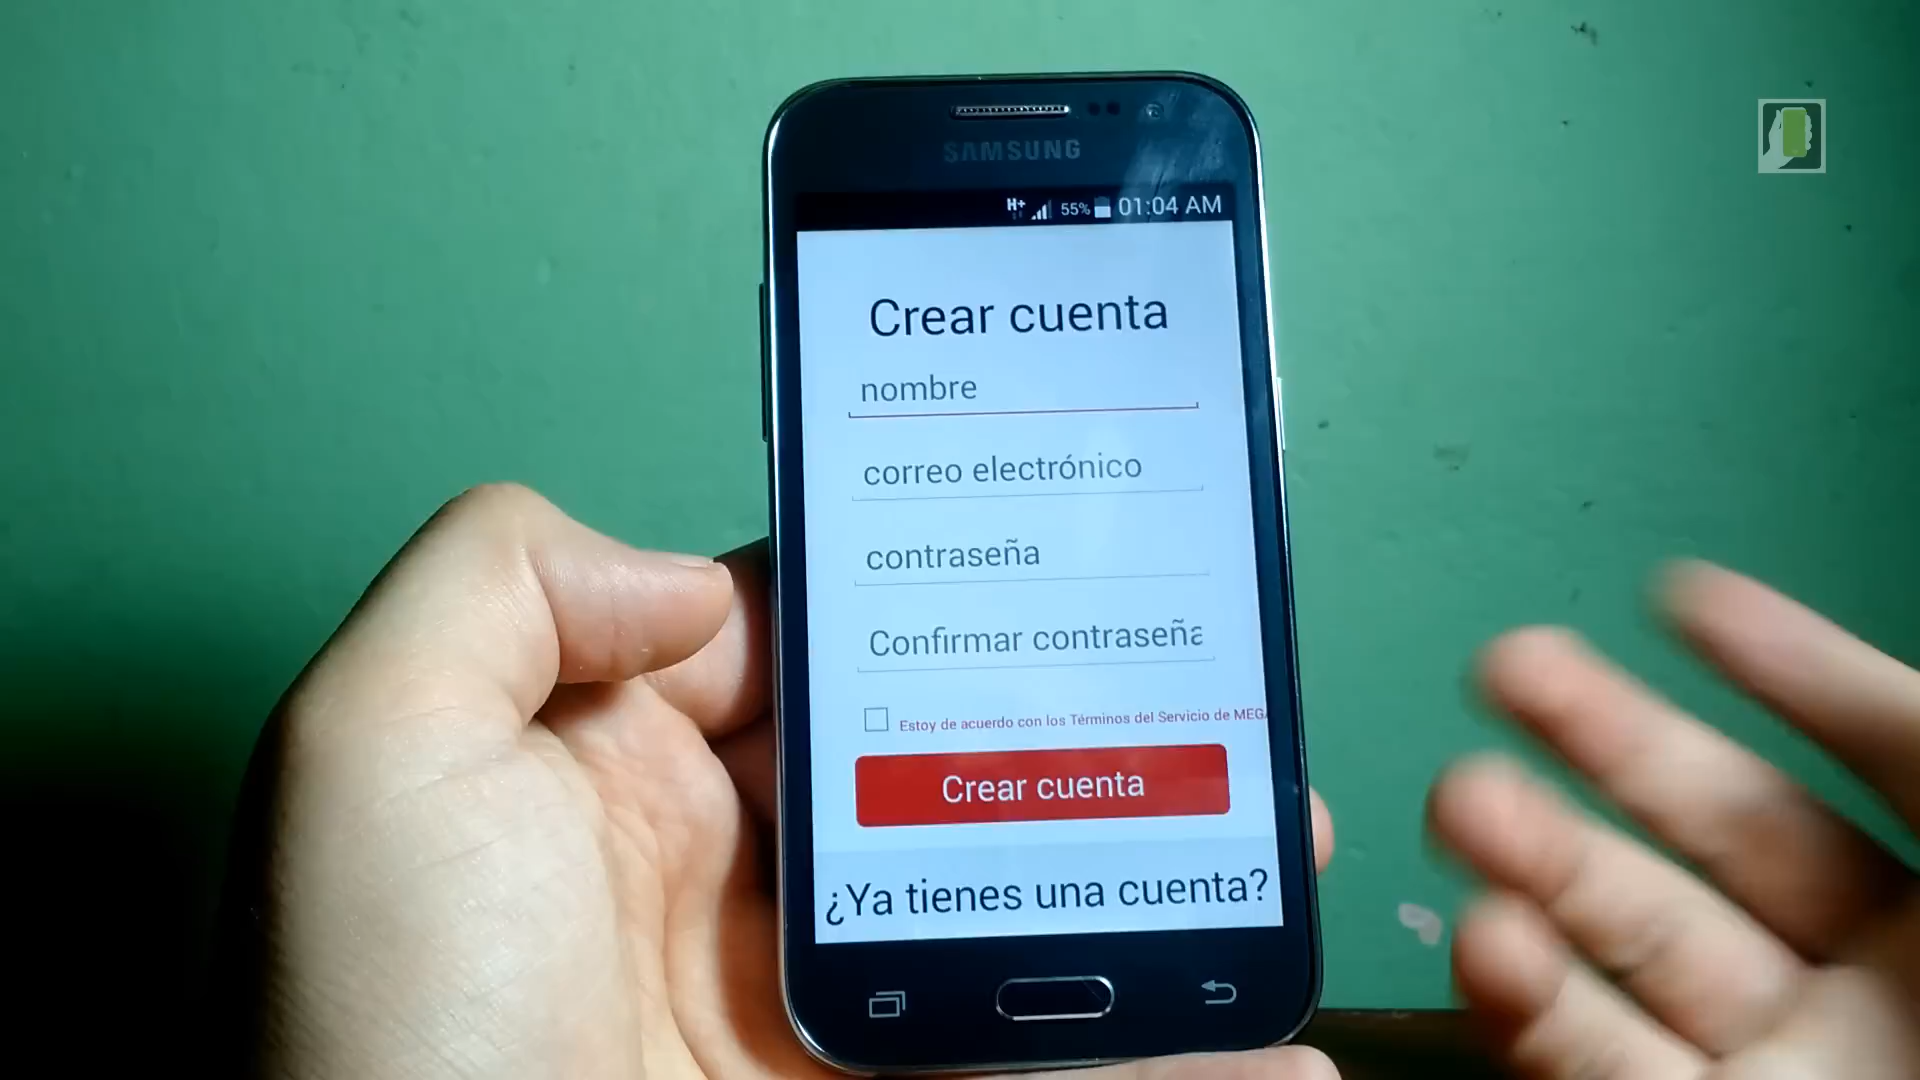 SAMSUNG
H+ 55% 01:04 AM
Crear cuenta
nombre
correo electrónico
contraseña
Confirmar contraseña
Estoy de acuerdo con los Términos del Servicio de MEGA
Crear cuenta
¿Ya tienes una cuenta?